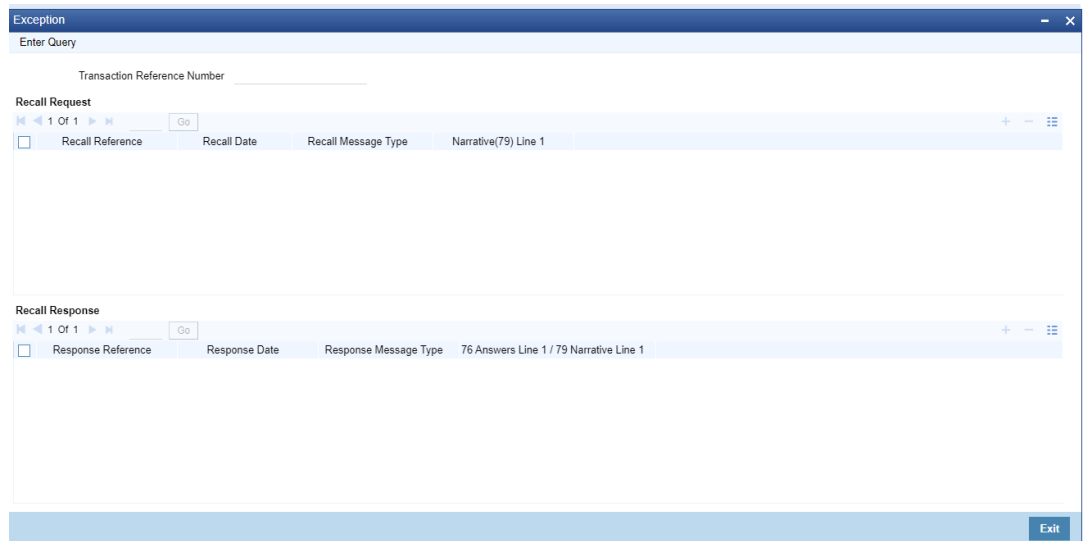 Exception
Enter Query
Transaction Reference Number
Recall Request
1 Of 1 Go
Recall Reference Recall Date Recall Message Type Narrative(79) Line 1
Recall Response
1 Of 1 Go
Response Reference Response Date Response Message Type 76 Answers Line 1 / 79 Narrative Line 1
Exit